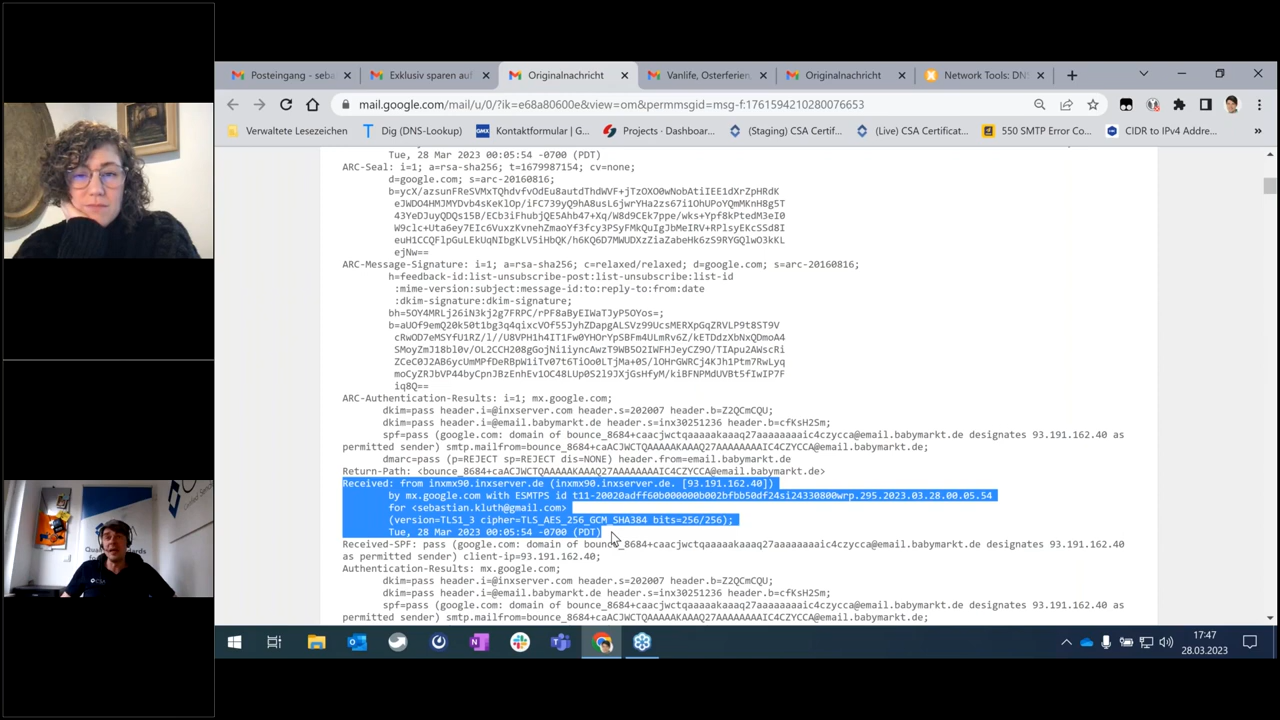 Posteingang - seba
Exklusiv sparen auf
Originalnachricht
Vanlife, Osterferien,
Originalnachricht
Network Tools: DNS
mail.google.com/mail/u/0/?ik=e68a80600e&view=om&permmsgid=msg-f:1761594210280076653
Verwaltete Lesezeichen
Dig (DNS-Lookup)
GMX Kontaktformular | G...
Projects · Dashboar...
(Staging) CSA Certif...
(Live) CSA Certificat...
550 SMTP Error Co...
CIDR to IPv4 Addre...
»
Tue, 28 Mar 2023 00:05:54 -0700 (PDT)
ARC-Seal: i=1; a=rsa-sha256; t=1679987154; cv=none;
d=google.com; s=arc-20160816;
ejNw==
ARC-Message-Signature: i=1; a=rsa-sha256; c=relaxed/relaxed; d=google.com; s=arc-20160816;
h=feedback-id:list-unsubscribe-post:list-unsubscribe:list-id
:mime-version:subject:message-id:to:reply-to:from:date
:dkim-signature:dkim-signature;
iq8Q==
ARC-Authentication-Results: i=1; mx.google.com;
dkim=pass header.i=@inxserver.com header.s=202007 header.b=Z2QCmCQU;
dkim=pass header.i=@email.babymarkt.de header.s=inx30251236 header.b=cfKsH2Sm;
spf=pass (google.com: domain of bounce_8684+caacjwctqaaaaakaaaq27aaaaaaaaic4czycca@email.babymarkt.de designates 93.191.162.40 as
permitted sender) smtp.mailfrom=bounce_8684+caacjwctqaaaaakaaaq27aaaaaaaaic4czycca@email.babymarkt.de;
dmarc=pass (p=REJECT sp=REJECT dis=NONE) header.from=email.babymarkt.de
Return-Path: <bounce_8684+caACJWCTQAAAAAKAAAQ27AAAAAAAAIC4CZYCCA@email.babymarkt.de>
Received: from inxmx90.inxserver.de (inxmx90.inxserver.de. [93.191.162.40])
by mx.google.com with ESMTPS id t11-20020adff60b000000b002bfbb50df24si24330800wrp.295.2023.03.28.00.05.54
for <sebastian.kluth@gmail.com>
(version=TLS1_3 cipher=TLS_AES_256_GCM_SHA384 bits=256/256);
Tue, 28 Mar 2023 00:05:54 -0700 (PDT)
Received-SPF: pass (google.com: domain of bounce_8684+caacjwctqaaaaakaaaq27aaaaaaaaic4czycca@email.babymarkt.de designates 93.191.162.40
as permitted sender) client-ip=93.191.162.40;
Authentication-Results: mx.google.com;
dkim=pass header.i=@inxserver.com header.s=202007 header.b=Z2QCmCQU;
dkim=pass header.i=@email.babymarkt.de header.s=inx30251236 header.b=cfKsH2Sm;
spf=pass (google.com: domain of bounce_8684+caacjwctqaaaaakaaaq27aaaaaaaaic4czycca@email.babymarkt.de designates 93.191.162.40 as
permitted sender) smtp.mailfrom=bounce_8684+caacjwctqaaaaakaaaq27aaaaaaaaic4czycca@email.babymarkt.de;
17:47
28.03.2023